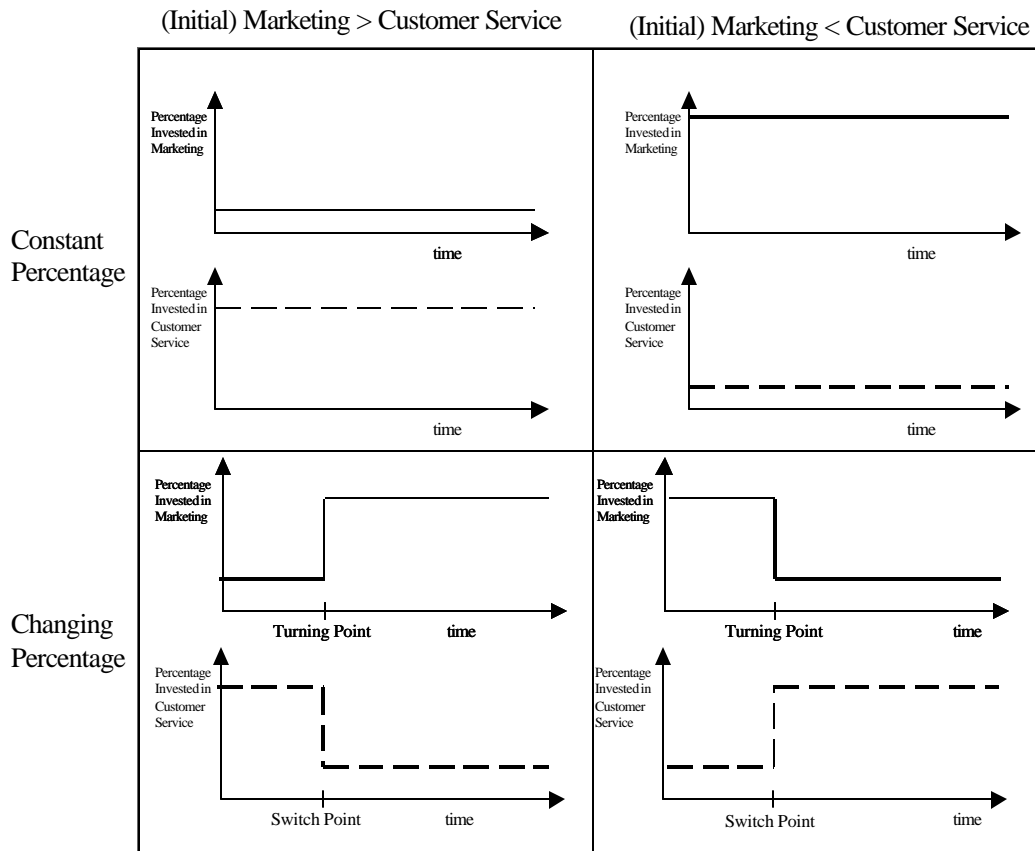 (Initial) Marketing > Customer Service
(Initial) Marketing < Customer Service
Constant
Percentage
Percentage
Invested in
Marketing
time
Percentage
Invested in
Customer
Service
time
Percentage
Invested in
Marketing
time
Percentage
Invested in
Customer
Service
time
Changing
Percentage
Percentage
Invested in
Marketing
Turning Point
time
Percentage
Invested in
Customer
Service
Switch Point
time
Percentage
Invested in
Marketing
Turning Point
time
Percentage
Invested in
Customer
Service
Switch Point
time